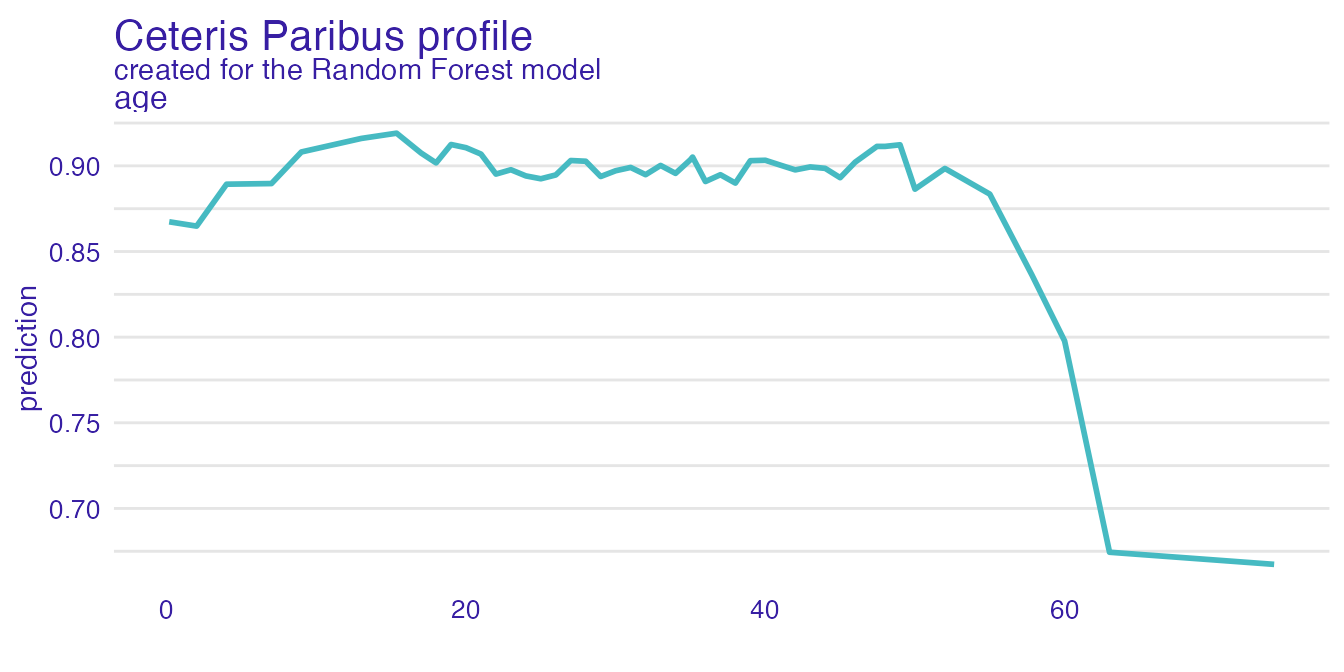 Ceteris Paribus profile
created for the Random Forest model
age
prediction
0.90
0.85
0.80
0.75
0.70
0 20 40 60